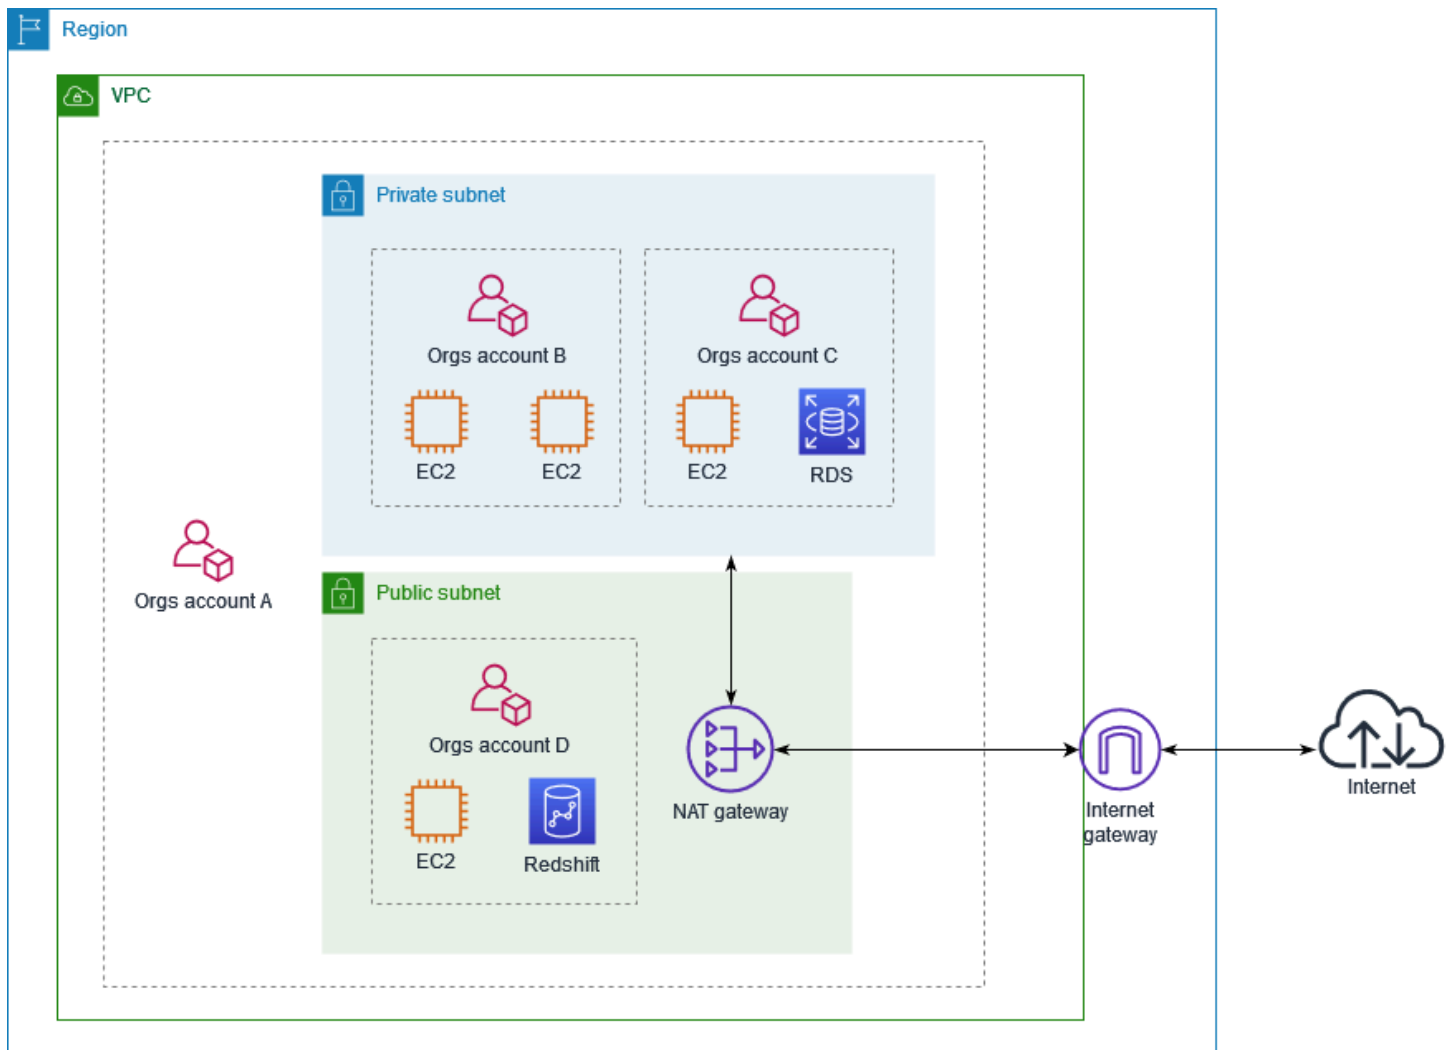 Region
VPC
Private subnet
Orgs account B
Orgs account C
EC2
EC2
EC2
RDS
Orgs account A
Public subnet
Orgs account D
EC2
Redshift
NAT gateway
Internet
gateway
Internet